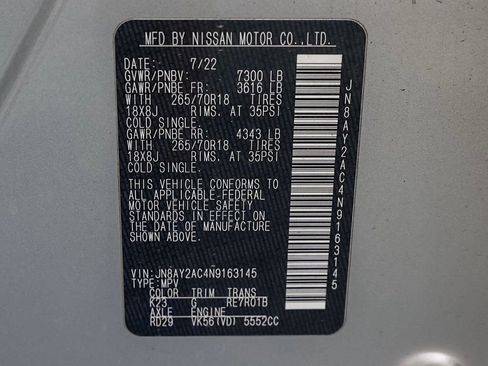 MFD BY NISSAN MOTOR CO.,LTD.
DATE: 7/22
GVWR/PNBV: 7300 LB
GAWR/PNBE FR: 3616 LB
WITH 265/70R18 TIRES
18X8J RIMS. AT 35PSI
COLD SINGLE.
GAWR/PNBE RR: 4343 LB
WITH 265/70R18 TIRES
18X8J RIMS. AT 35PSI
COLD SINGLE.
THIS VEHICLE CONFORMS TO
ALL APPLICABLE-FEDERAL
MOTOR VEHICLE SAFETY
STANDARDS IN EFFECT ON
THE DATE OF MANUFACTURE
SHOWN ABOVE.
VIN: JN8AY2AC4N9163145
TYPE:MPV
COLOR TRIM TRANS
K23 G RE7R01B
AXLE ENGINE
RD29 VK56(VD) 5552CC
JN8AY2AC4N9163145